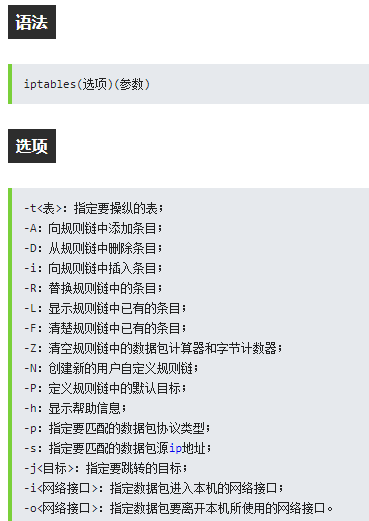 语法
iptables(选项)(参数)
选项
-t<表>：指定要操纵的表；
-A：向规则链中添加条目；
-D：从规则链中删除条目；
-i：向规则链中插入条目；
-R：替换规则链中的条目；
-L：显示规则链中已有的条目；
-F：清楚规则链中已有的条目；
-Z：清空规则链中的数据包计算器和字节计数器；
-N：创建新的用户自定义规则链；
-P：定义规则链中的默认目标；
-h：显示帮助信息；
-p：指定要匹配的数据包协议类型；
-s：指定要匹配的数据包源ip地址；
-j<目标>：指定要跳转的目标；
-i<网络接口>：指定数据包进入本机的网络接口；
-o<网络接口>：指定数据包要离开本机所使用的网络接口。